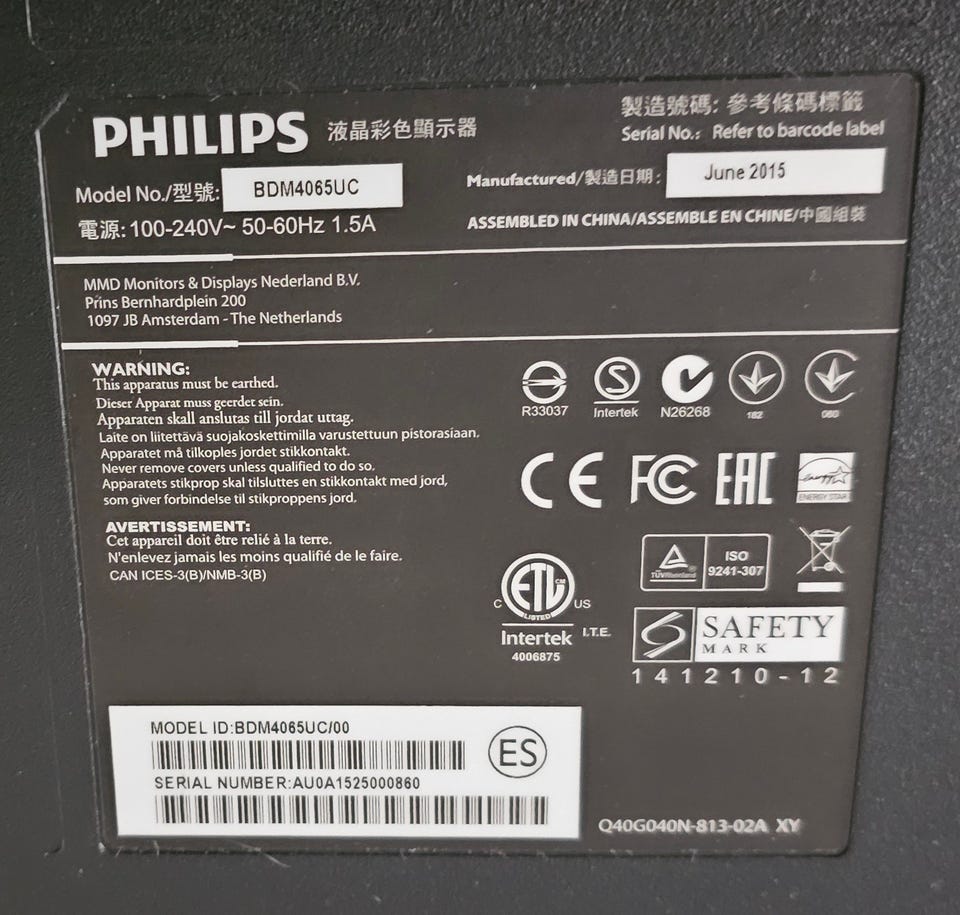 PHILIPS 液晶彩色顯示器
製造號碼: 參考條碼標籤
Serial No.: Refer to barcode label
Model No./型號: BDM4065UC
Manufactured/製造日期: June 2015
電源: 100-240V~ 50-60Hz 1.5A
ASSEMBLED IN CHINA/ASSEMBLE EN CHINE/中國組裝
MMD Monitors & Displays Nederland B.V.
Prins Bernhardplein 200
1097 JB Amsterdam - The Netherlands
WARNING:
This apparatus must be earthed.
Dieser Apparat muss geerdet sein.
Apparaten skall anslutas till jordat uttag.
Laite on liitettävä suojakoskettimilla varustettuun pistorasiaan.
Apparatet må tilkoples jordet stikkontakt.
Never remove covers unless qualified to do so.
Apparatets stikprop skal tilsluttes en stikkontakt med jord,
som giver forbindelse til stikproppens jord.
AVERTISSEMENT:
Cet appareil doit être relié à la terre.
N'enlevez jamais les moins qualifié de le faire.
CAN ICES-3(B)/NMB-3(B)
R33037 Intertek N26268 182 080
CE FC EAC
ENERGY STAR
TÜVRheinland ISO
9241-307
C ETL CM US
LISTED
Intertek I.T.E.
4006875
SAFETY
MARK
141210-12
MODEL ID:BDM4065UC/00
ES
SERIAL NUMBER:AU0A1525000860
Q40G040N-813-02A XY